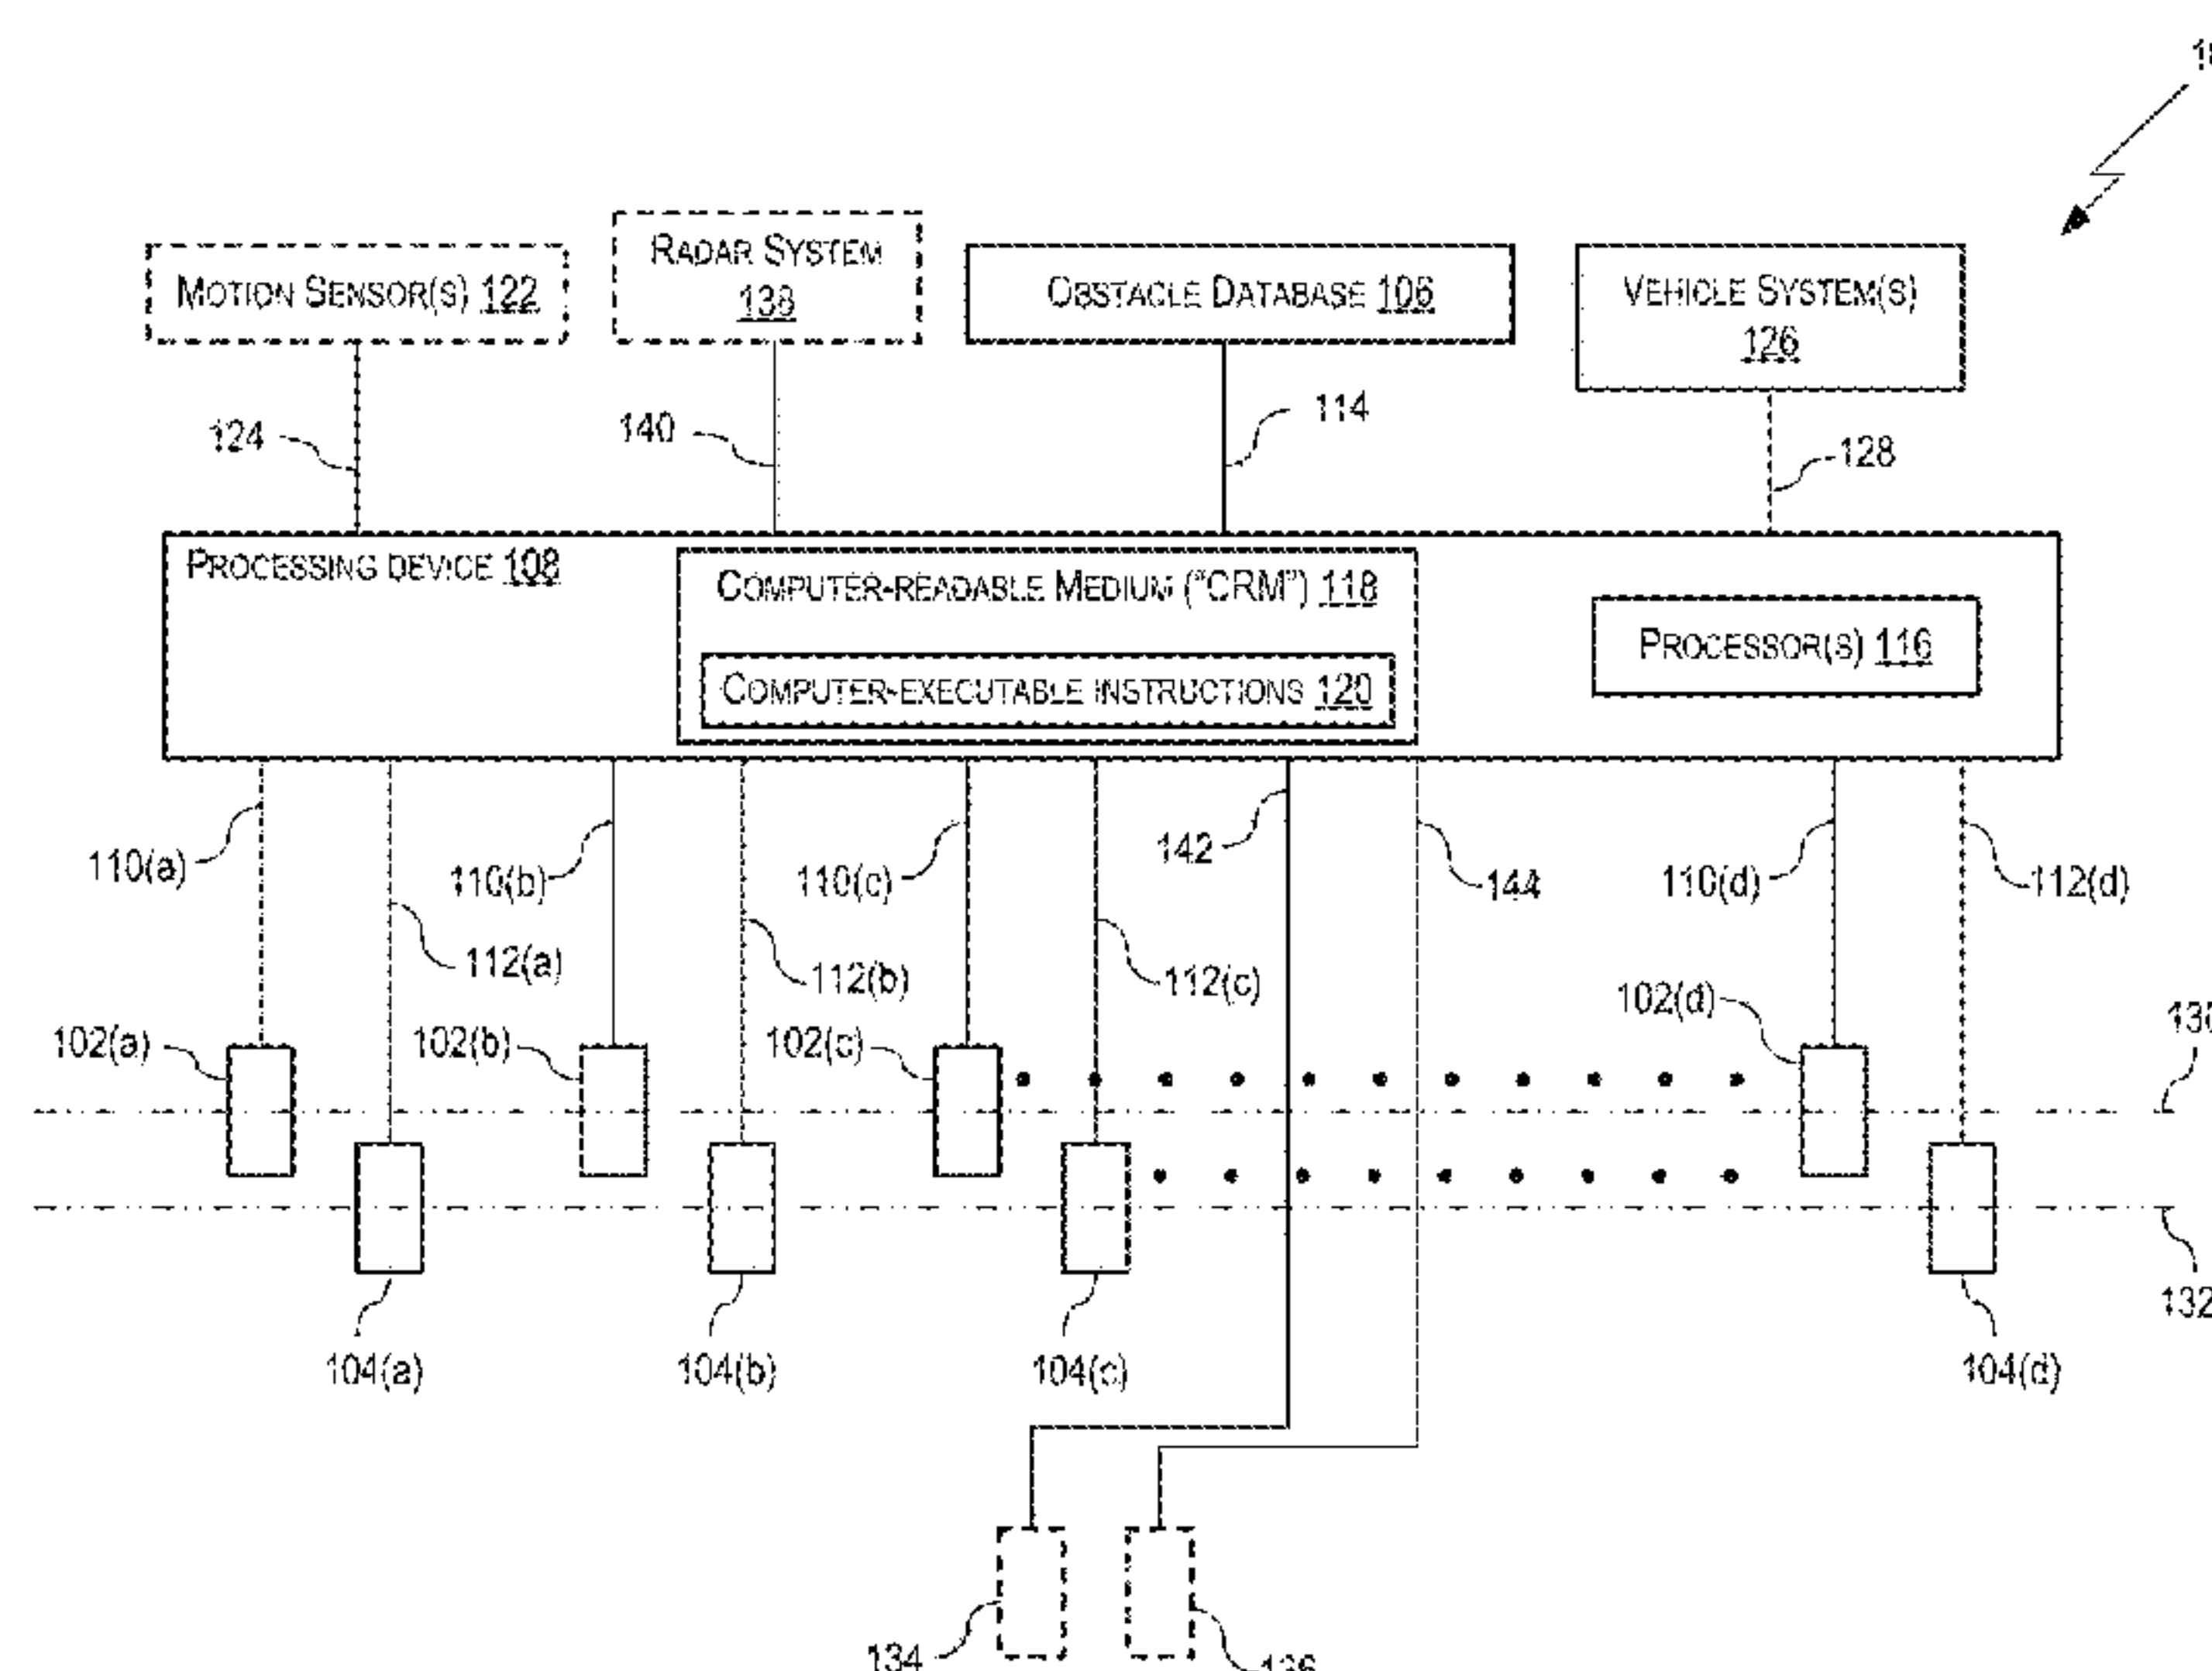 RADAR SYSTEM
138
MOTION SENSOR(S) 122
OBSTACLE DATABASE 106
VEHICLE SYSTEM(S)
126
124
140
114
128
PROCESSING DEVICE 108
COMPUTER-READABLE MEDIUM ("CRM") 118
PROCESSOR(S) 116
COMPUTER-EXECUTABLE INSTRUCTIONS 120
110(a)
110(b)
110(c)
142
144
110(d)
112(d)
112(a)
112(b)
112(c)
102(a)
102(b)
102(c)
102(d)
130
132
104(a)
104(b)
104(c)
104(d)
134
136